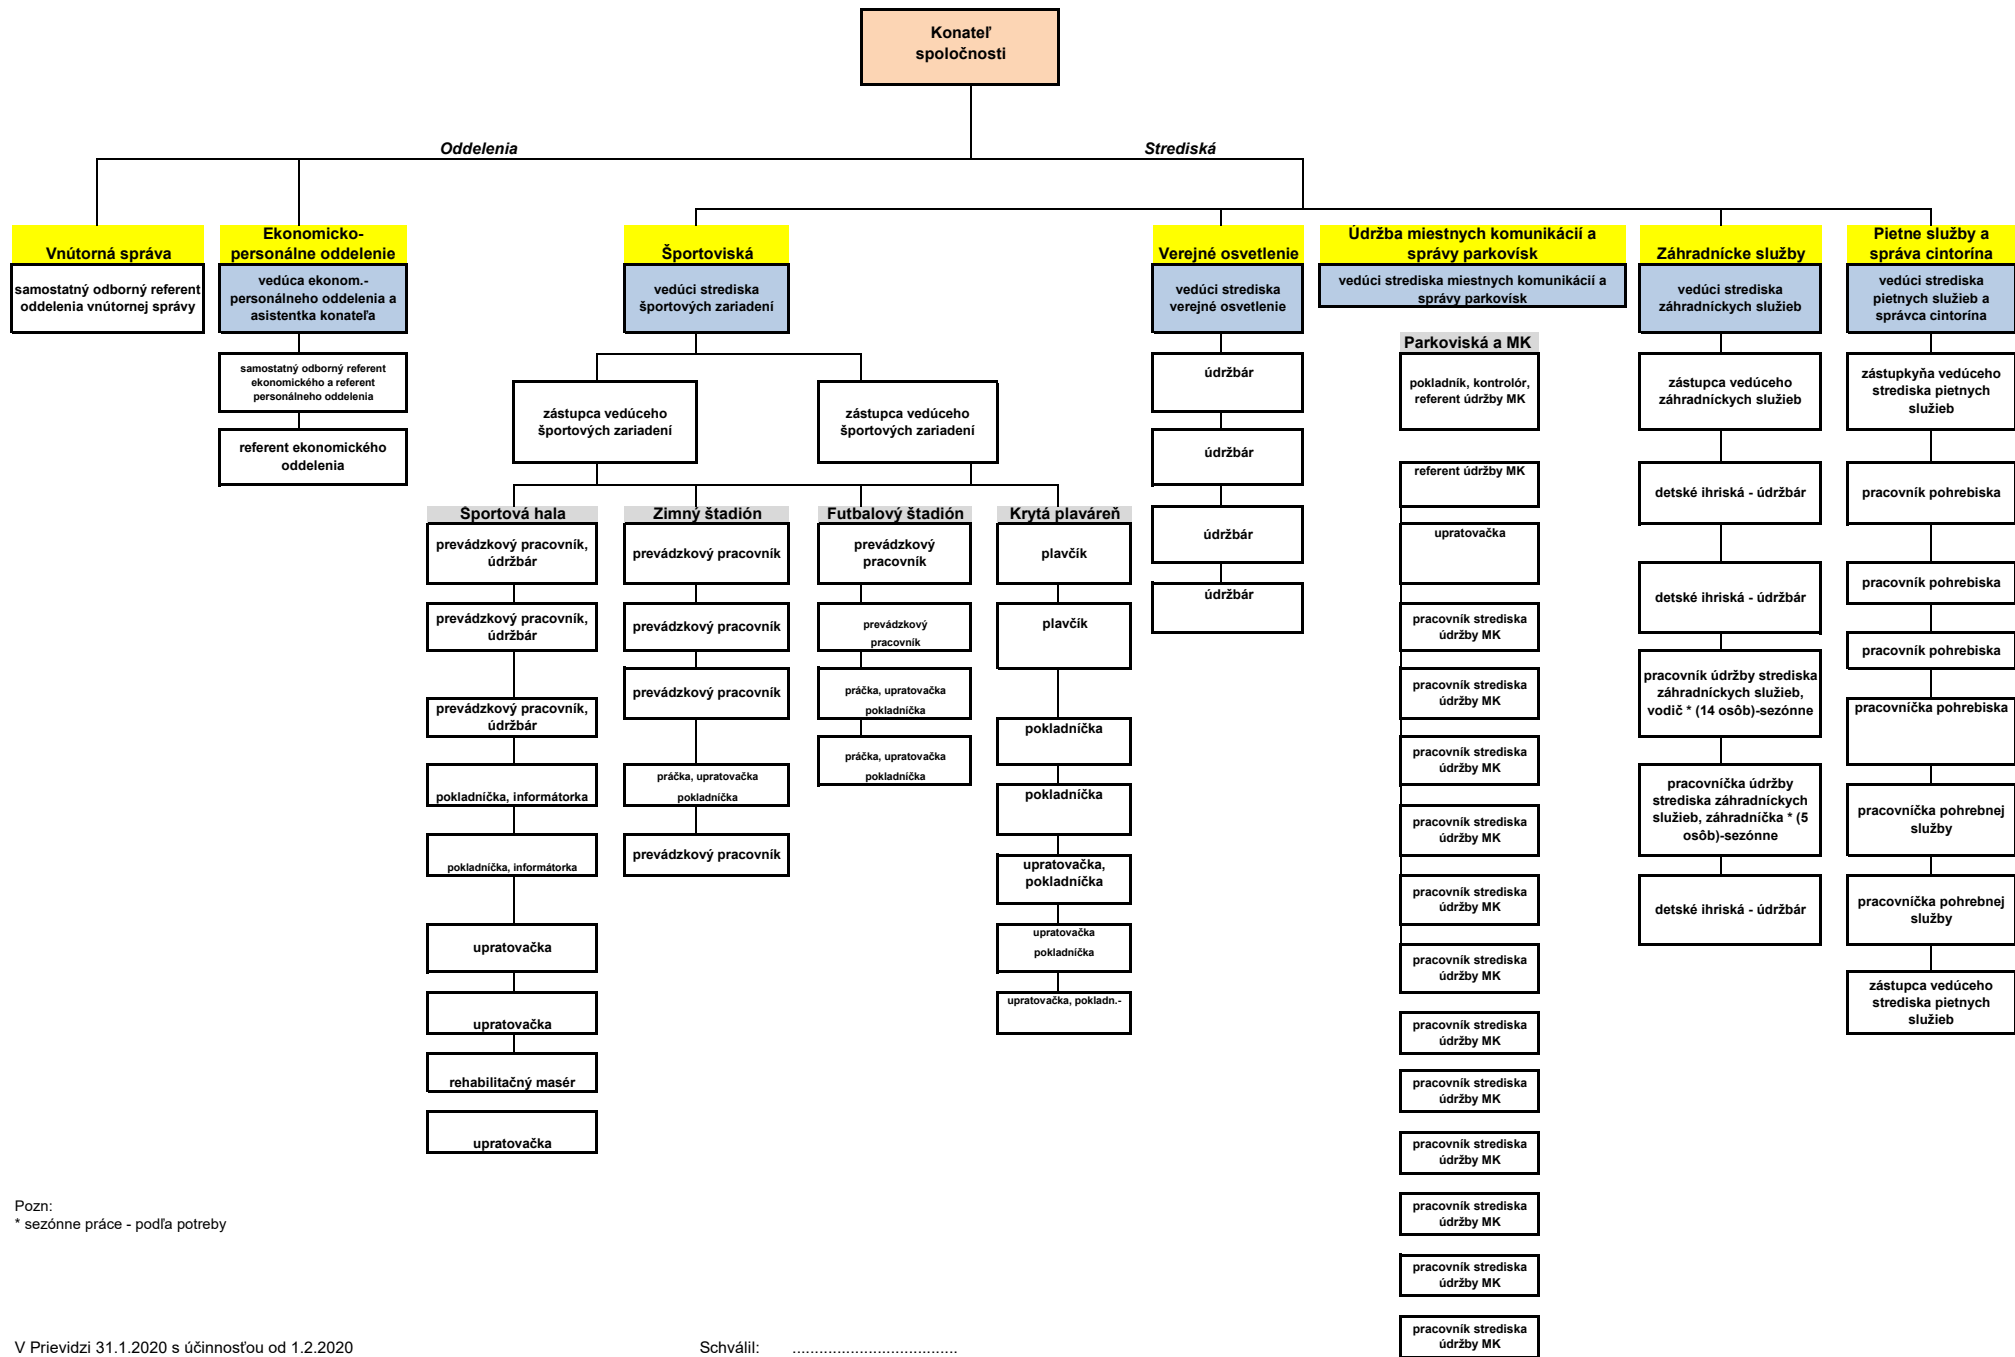 Konateľ
spoločnosti
Oddelenia
Strediská
Vnútorná správa
samostatný odborný referent
oddelenia vnútornej správy
Ekonomicko-
personálne oddelenie
vedúca ekonom.-
personálneho oddelenia a
asistentka konateľa
samostatný odborný referent
ekonomického a referent
personálneho oddelenia
referent ekonomického
oddelenia
Športoviská
vedúci strediska
športových zariadení
zástupca vedúceho
športových zariadení
zástupca vedúceho
športových zariadení
Športová hala
prevádzkový pracovník,
údržbár
prevádzkový pracovník,
údržbár
prevádzkový pracovník,
údržbár
pokladníčka, informátorka
pokladníčka, informátorka
upratovačka
upratovačka
rehabilitačný masér
upratovačka
Zimný štadión
prevádzkový pracovník
prevádzkový pracovník
prevádzkový pracovník
práčka, upratovačka
pokladníčka
prevádzkový pracovník
Futbalový štadión
prevádzkový
pracovník
prevádzkový
pracovník
práčka, upratovačka
pokladníčka
práčka, upratovačka
pokladníčka
Krytá plaváreň
plavčík
plavčík
pokladníčka
pokladníčka
upratovačka,
pokladníčka
upratovačka
pokladníčka
upratovačka, pokladn.-
Verejné osvetlenie
vedúci strediska
verejné osvetlenie
údržbár
údržbár
údržbár
údržbár
Údržba miestnych komunikácií a
správy parkovísk
vedúci strediska miestnych komunikácií a
správy parkovísk
Parkoviská a MK
pokladník, kontrolór,
referent údržby MK
referent údržby MK
upratovačka
pracovník strediska
údržby MK
pracovník strediska
údržby MK
pracovník strediska
údržby MK
pracovník strediska
údržby MK
pracovník strediska
údržby MK
pracovník strediska
údržby MK
pracovník strediska
údržby MK
pracovník strediska
údržby MK
pracovník strediska
údržby MK
pracovník strediska
údržby MK
pracovník strediska
údržby MK
pracovník strediska
údržby MK
Záhradnícke služby
vedúci strediska
záhradníckych služieb
zástupca vedúceho
záhradníckych služieb
detské ihriská - údržbár
detské ihriská - údržbár
pracovník údržby strediska
záhradníckych služieb,
vodič * (14 osôb)-sezónne
pracovníčka údržby
strediska záhradníckych
služieb, záhradníčka * (5
osôb)-sezónne
detské ihriská - údržbár
Pietne služby a
správa cintorína
vedúci strediska
pietnych služieb a
správca cintorína
zástupkyňa vedúceho
strediska pietnych
služieb
pracovník pohrebiska
pracovník pohrebiska
pracovník pohrebiska
pracovníčka pohrebiska
pracovníčka pohrebnej
služby
pracovníčka pohrebnej
služby
zástupca vedúceho
strediska pietnych
služieb
Pozn:
* sezónne práce - podľa potreby
V Prievidzi 31.1.2020 s účinnosťou od 1.2.2020
Schválil: .....................................